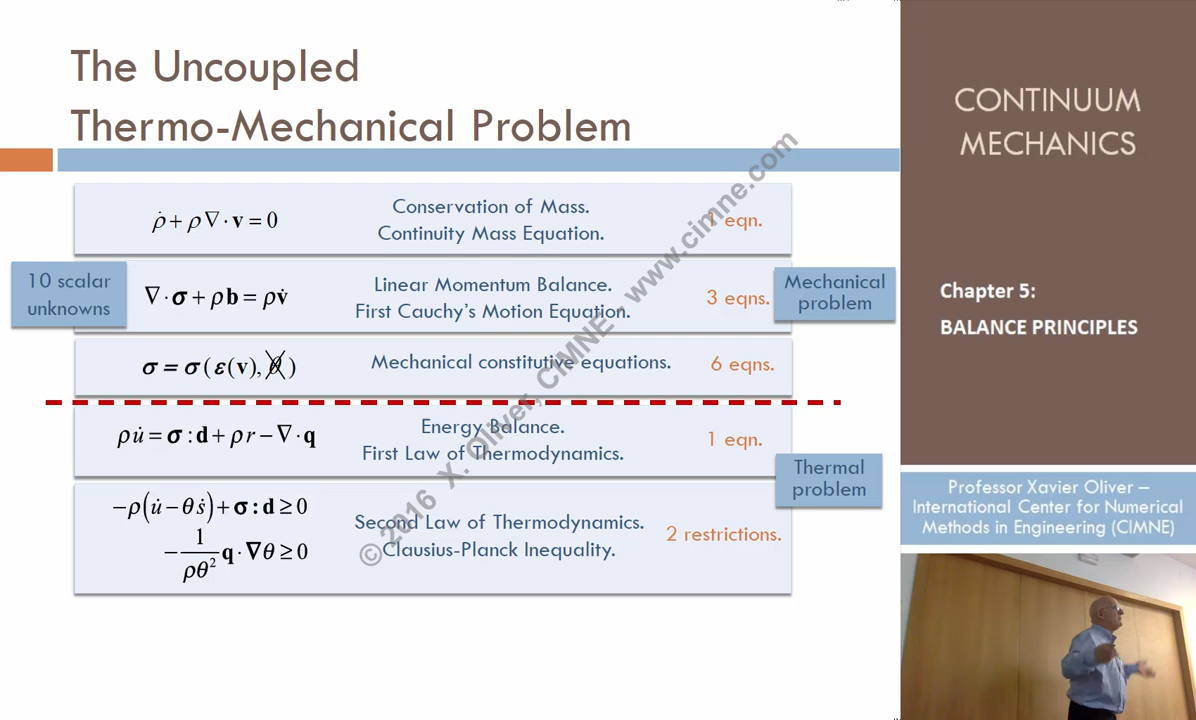 The Uncoupled
Thermo-Mechanical Problem
ρ̇ + ρ∇ · v = 0
Conservation of Mass.
Continuity Mass Equation.
1 eqn.
10 scalar
unknowns
∇ · σ + ρb = ρv̇
Linear Momentum Balance.
First Cauchy's Motion Equation.
3 eqns.
Mechanical
problem
σ = σ(ε(v), θ)
Mechanical constitutive equations.
6 eqns.
ρu̇ = σ : d + ρr − ∇ · q
Energy Balance.
First Law of Thermodynamics.
1 eqn.
Thermal
problem
−ρ(u̇ − θṡ) + σ : d ≥ 0
−1/(ρθ²) q · ∇θ ≥ 0
Second Law of Thermodynamics.
Clausius-Planck Inequality.
2 restrictions.
© 2016 X. Oliver, CIMNE - www.cimne.com
CONTINUUM
MECHANICS
Chapter 5:
BALANCE PRINCIPLES
Professor Xavier Oliver –
International Center for Numerical
Methods in Engineering (CIMNE)